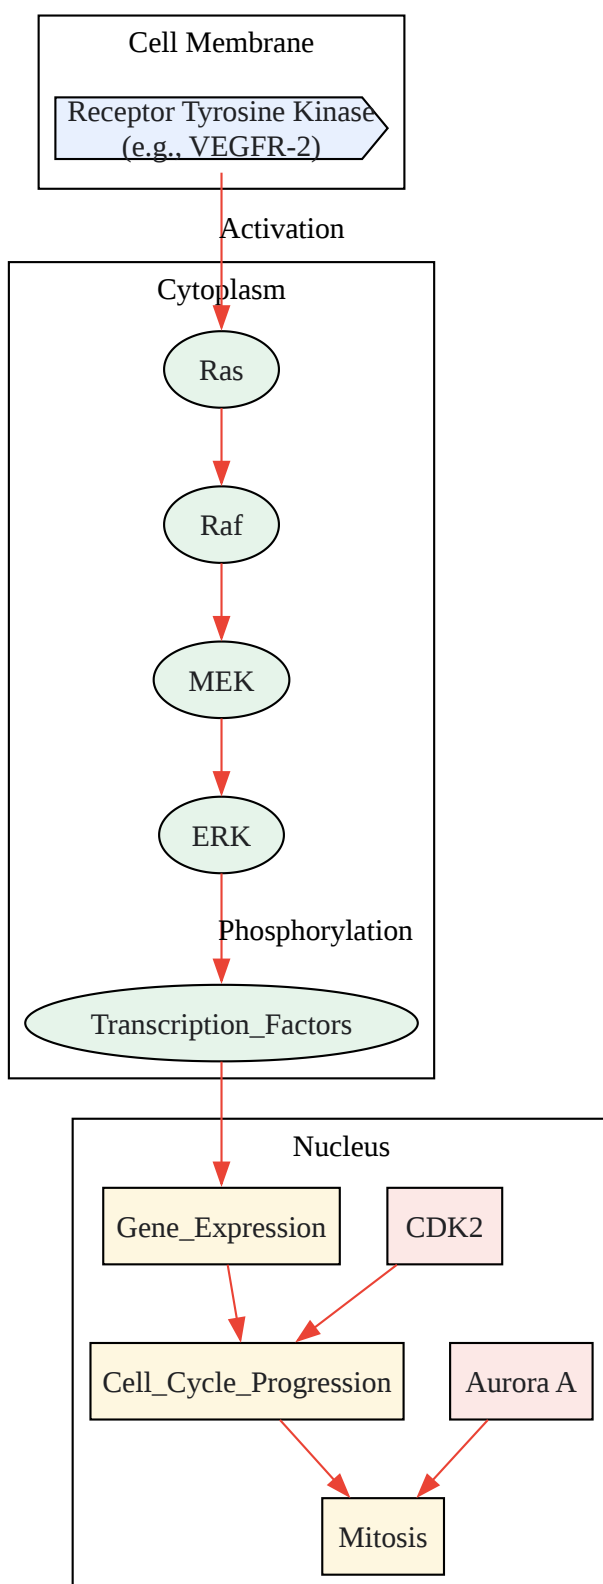 Cell Membrane
Receptor Tyrosine Kinase
(e.g., VEGFR-2)
Activation
Cytoplasm
Ras
Raf
MEK
ERK
Phosphorylation
Transcription_Factors
Nucleus
Gene_Expression
CDK2
Cell_Cycle_Progression
Aurora A
Mitosis